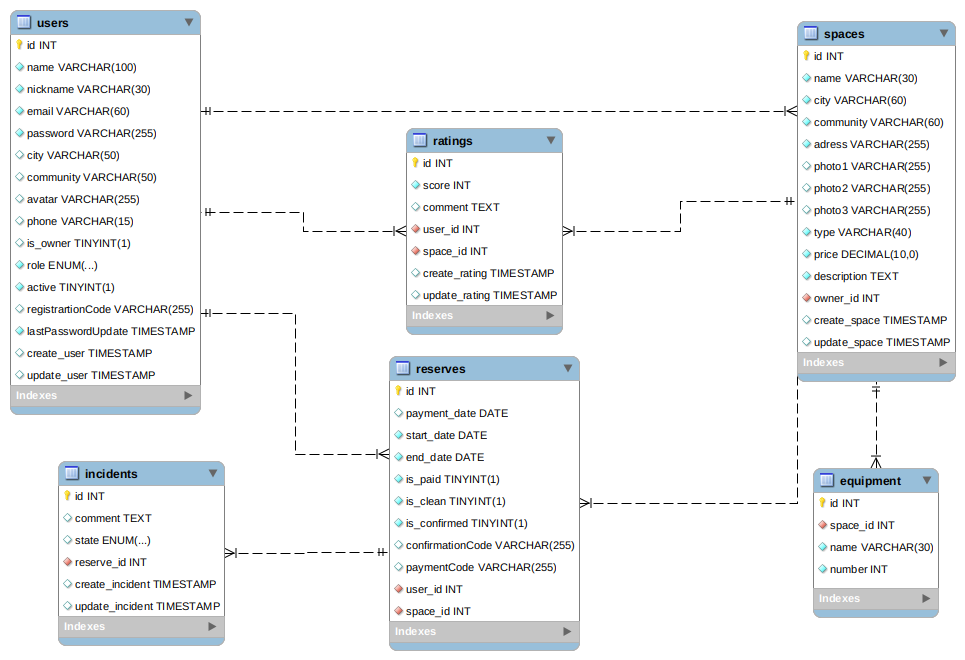 users
id INT
name VARCHAR(100)
nickname VARCHAR(30)
email VARCHAR(60)
password VARCHAR(255)
city VARCHAR(50)
community VARCHAR(50)
avatar VARCHAR(255)
phone VARCHAR(15)
is_owner TINYINT(1)
role ENUM(...)
active TINYINT(1)
registrartionCode VARCHAR(255)
lastPasswordUpdate TIMESTAMP
create_user TIMESTAMP
update_user TIMESTAMP
Indexes
ratings
id INT
score INT
comment TEXT
user_id INT
space_id INT
create_rating TIMESTAMP
update_rating TIMESTAMP
Indexes
spaces
id INT
name VARCHAR(30)
city VARCHAR(60)
community VARCHAR(60)
adress VARCHAR(255)
photo1 VARCHAR(255)
photo2 VARCHAR(255)
photo3 VARCHAR(255)
type VARCHAR(40)
price DECIMAL(10,0)
description TEXT
owner_id INT
create_space TIMESTAMP
update_space TIMESTAMP
Indexes
reserves
id INT
payment_date DATE
start_date DATE
end_date DATE
is_paid TINYINT(1)
is_clean TINYINT(1)
is_confirmed TINYINT(1)
confirmationCode VARCHAR(255)
paymentCode VARCHAR(255)
user_id INT
space_id INT
Indexes
incidents
id INT
comment TEXT
state ENUM(...)
reserve_id INT
create_incident TIMESTAMP
update_incident TIMESTAMP
Indexes
equipment
id INT
space_id INT
name VARCHAR(30)
number INT
Indexes